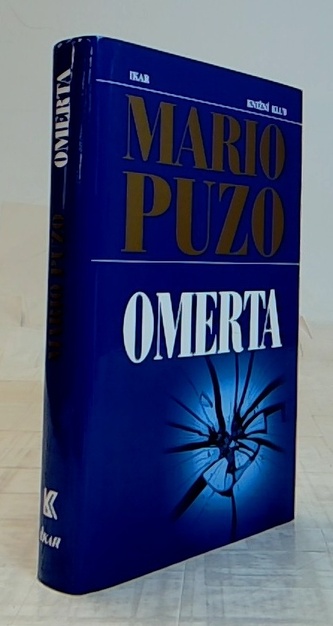 IKAR
KNIŽNÍ KLUB
MARIO
PUZO
OMERTA
MARIO PUZO
OMERTA
IKAR